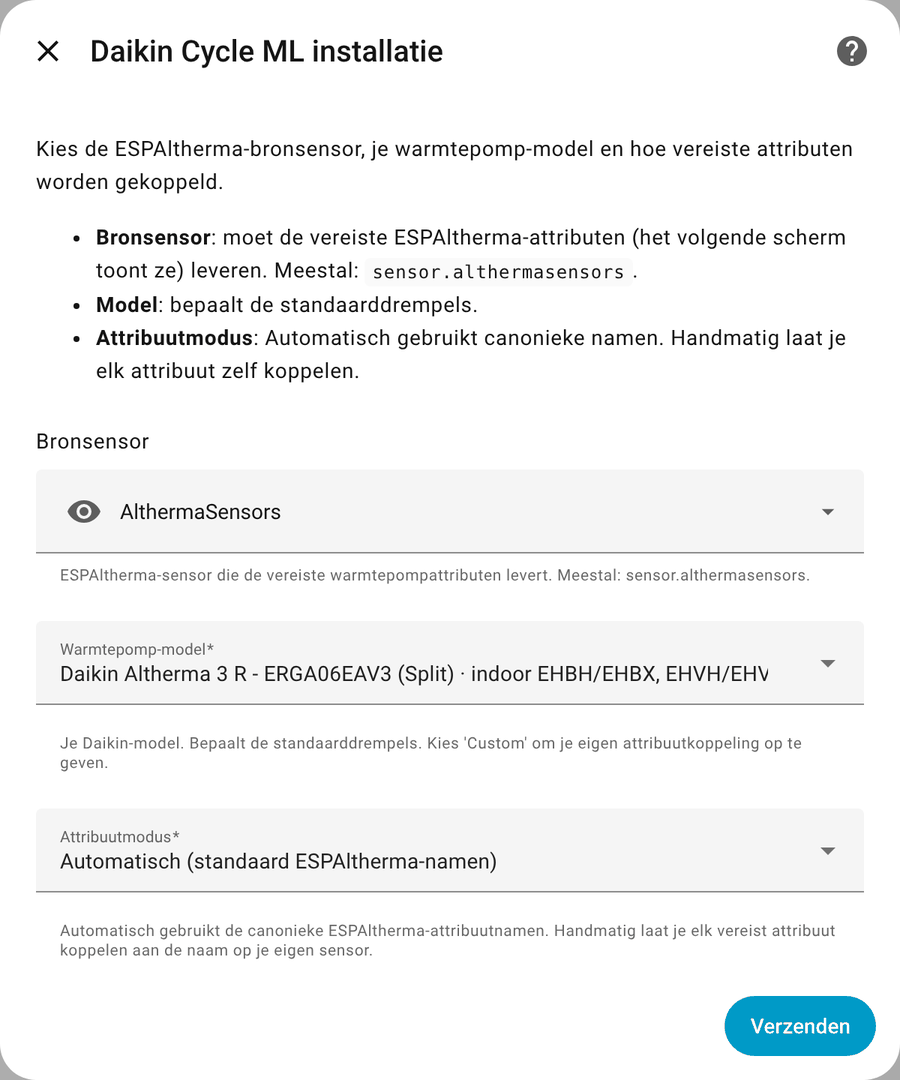 Daikin Cycle ML installatie
Kies de ESPAltherma-bronsensor, je warmtepomp-model en hoe vereiste attributen
worden gekoppeld.
• Bronsensor: moet de vereiste ESPAltherma-attributen (het volgende scherm
toont ze) leveren. Meestal: sensor.althermasensors.
• Model: bepaalt de standaarddrempels.
• Attribuutmodus: Automatisch gebruikt canonieke namen. Handmatig laat je
elk attribuut zelf koppelen.
Bronsensor
AlthermaSensors
ESPAltherma-sensor die de vereiste warmtepompattributen levert. Meestal: sensor.althermasensors.
Warmtepomp-model*
Daikin Altherma 3 R - ERGA06EAV3 (Split) · indoor EHBH/EHBX, EHVH/EHV
Je Daikin-model. Bepaalt de standaarddrempels. Kies 'Custom' om je eigen attribuutkoppeling op te
geven.
Attribuutmodus*
Automatisch (standaard ESPAltherma-namen)
Automatisch gebruikt de canonieke ESPAltherma-attribuutnamen. Handmatig laat je elk vereist attribuut
koppelen aan de naam op je eigen sensor.
Verzenden